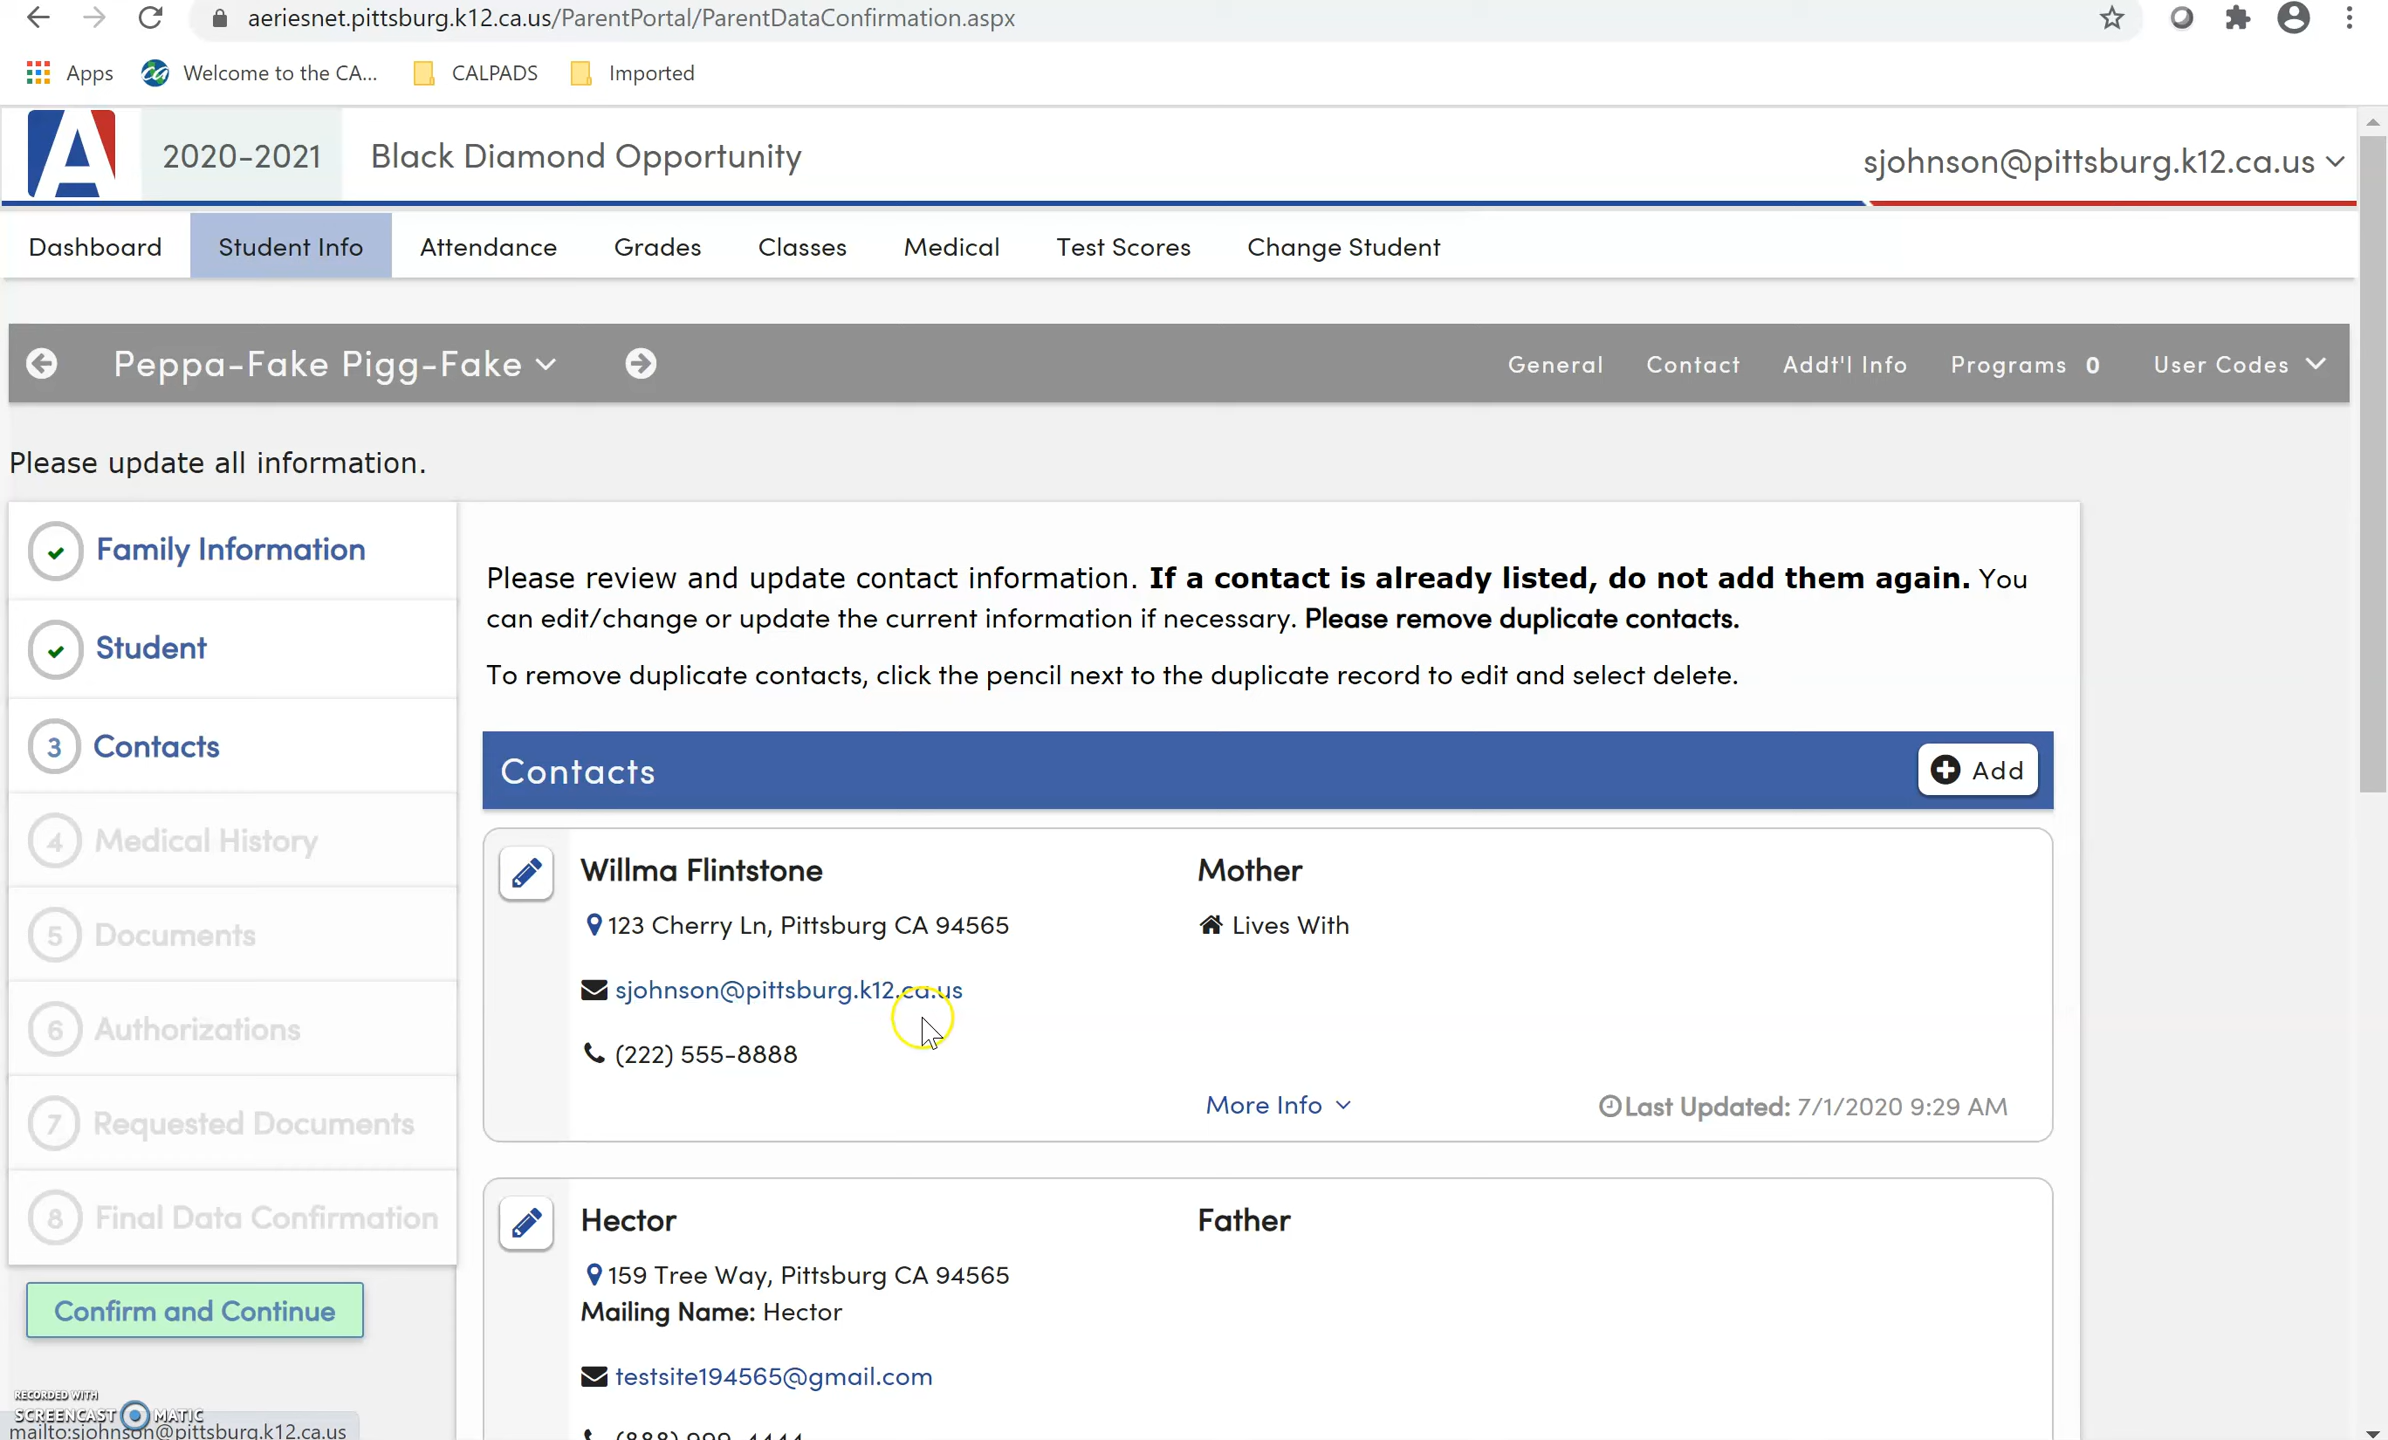 aeriesnet.pittsburg.k12.ca.us/ParentPortal/ParentDataConfirmation.aspx
Apps Welcome to the CA... CALPADS Imported
A 2020-2021 Black Diamond Opportunity sjohnson@pittsburg.k12.ca.us
Dashboard Student Info Attendance Grades Classes Medical Test Scores Change Student
Peppa-Fake Pigg-Fake General Contact Addt'l Info Programs 0 User Codes
Please update all information.
Family Information
Student
3 Contacts
4 Medical History
5 Documents
6 Authorizations
7 Requested Documents
8 Final Data Confirmation
Confirm and Continue
Please review and update contact information. If a contact is already listed, do not add them again. You
can edit/change or update the current information if necessary. Please remove duplicate contacts.
To remove duplicate contacts, click the pencil next to the duplicate record to edit and select delete.
Contacts Add
Willma Flintstone Mother
123 Cherry Ln, Pittsburg CA 94565 Lives With
sjohnson@pittsburg.k12.ca.us
(222) 555-8888
More Info Last Updated: 7/1/2020 9:29 AM
Hector Father
159 Tree Way, Pittsburg CA 94565
Mailing Name: Hector
testsite194565@gmail.com
(888) 999-4444
RECORDED WITH
SCREENCAST MATIC
mailto:sjohnson@pittsburg.k12.ca.us